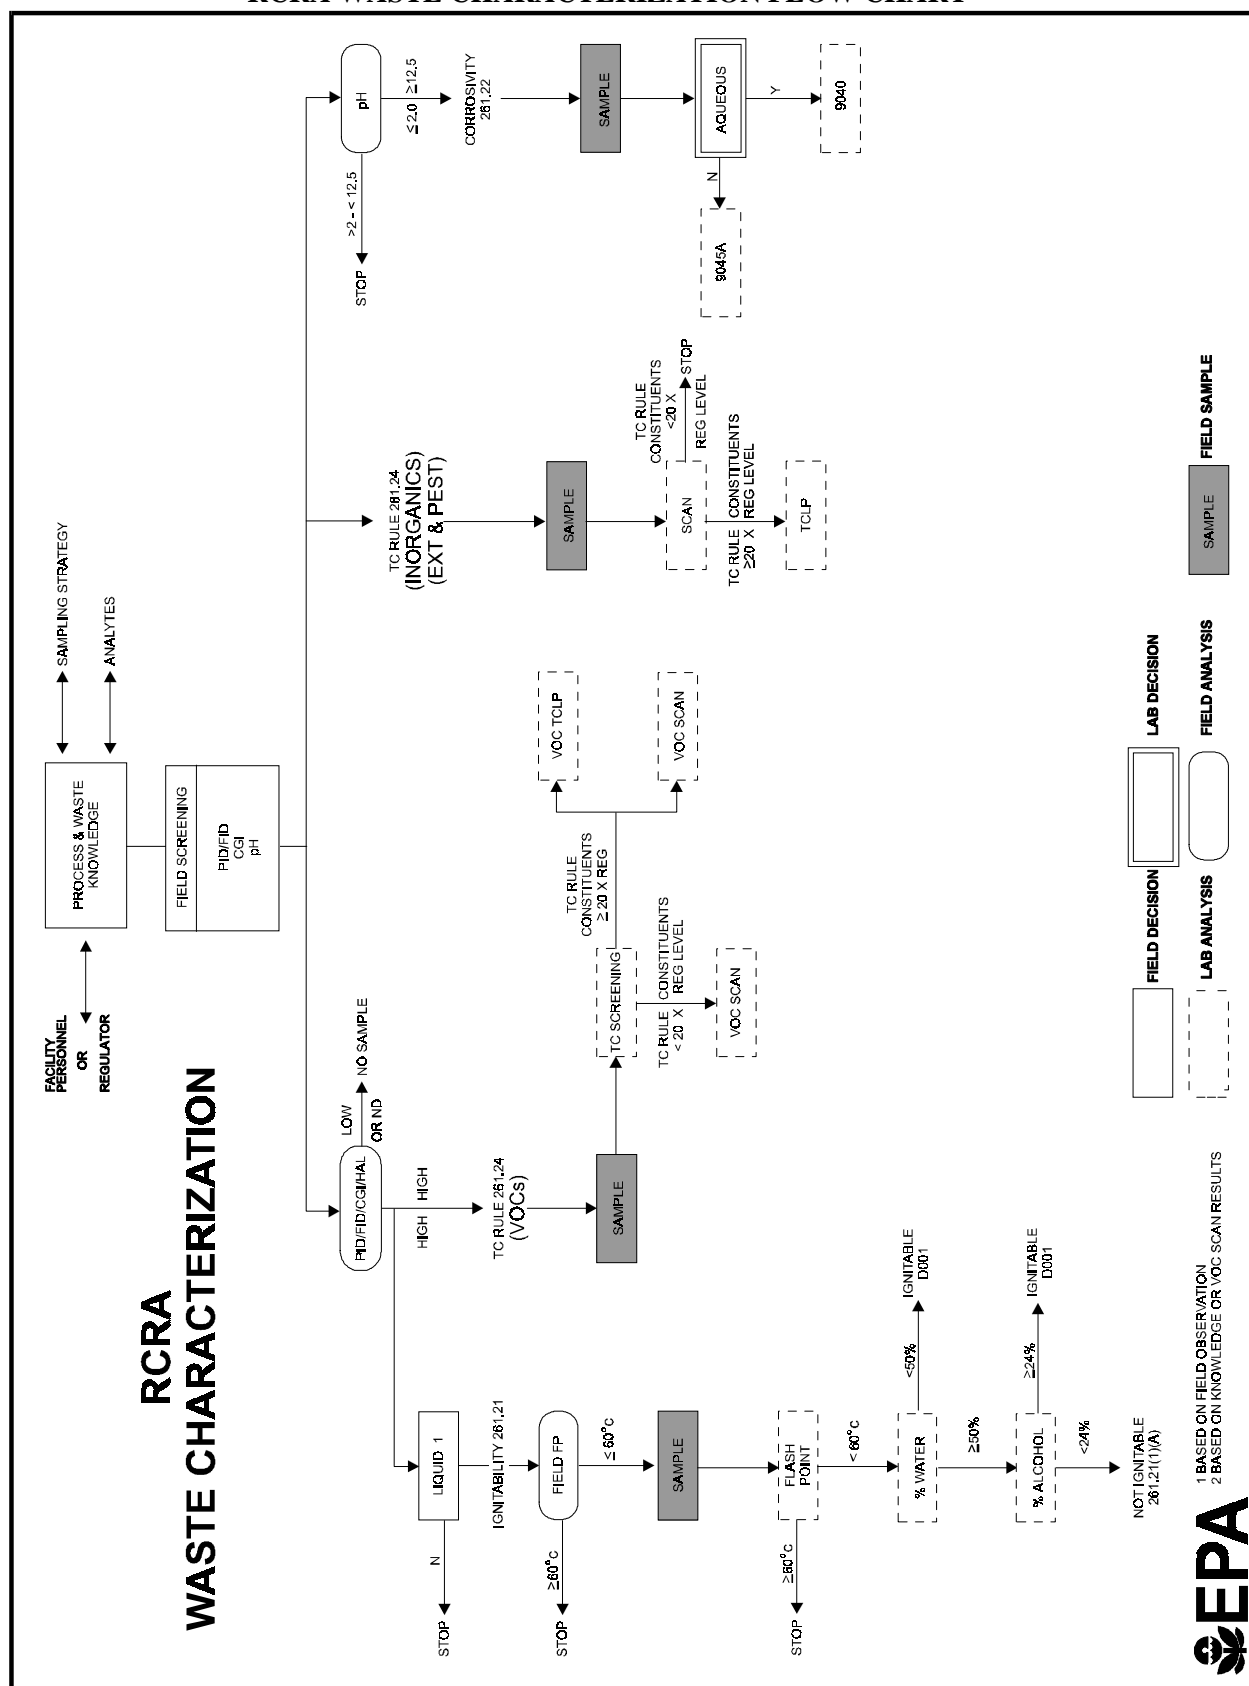 RCRA WASTE CHARACTERIZATION FLOW CHART
RCRA
WASTE CHARACTERIZATION
FACILITY
PERSONNEL
OR
REGULATOR
PROCESS & WASTE
KNOWLEDGE
SAMPLING STRATEGY
ANALYTES
FIELD SCREENING
PID/FID
CGI
pH
PID/FID/CGI/HAL
LOW
OR ND
NO SAMPLE
HIGH
HIGH
LIQUID 1
N
STOP
IGNITABILITY 261.21
FIELD FP
≥60°C
STOP
≤ 60°C
SAMPLE
FLASH
POINT
≥60°C
STOP
<60°C
% WATER
<50%
IGNITABLE
D001
≥50%
% ALCOHOL
≥24%
IGNITABLE
D001
<24%
NOT IGNITABLE
261.21(1)(A)
TC RULE 261.24
(VOCs)
SAMPLE
TC SCREENING
TC RULE
CONSTITUENTS
≥ 20 X REG
VOC TCLP
VOC SCAN
TC RULE CONSTITUENTS
< 20 X REG LEVEL
VOC SCAN
TC RULE 261.24
(INORGANICS)
(EXT & PEST)
SAMPLE
SCAN
TC RULE
CONSTITUENTS
<20 X
REG LEVEL
STOP
TC RULE CONSTITUENTS
≥20 X REG LEVEL
TCLP
pH
>2 - < 12.5
STOP
≤ 2.0 ≥12.5
CORROSIVITY
261.22
SAMPLE
AQUEOUS
N
9045A
Y
9040
FIELD DECISION
LAB DECISION
LAB ANALYSIS
FIELD ANALYSIS
SAMPLE
FIELD SAMPLE
EPA
1 BASED ON FIELD OBSERVATION
2 BASED ON KNOWLEDGE OR VOC SCAN RESULTS